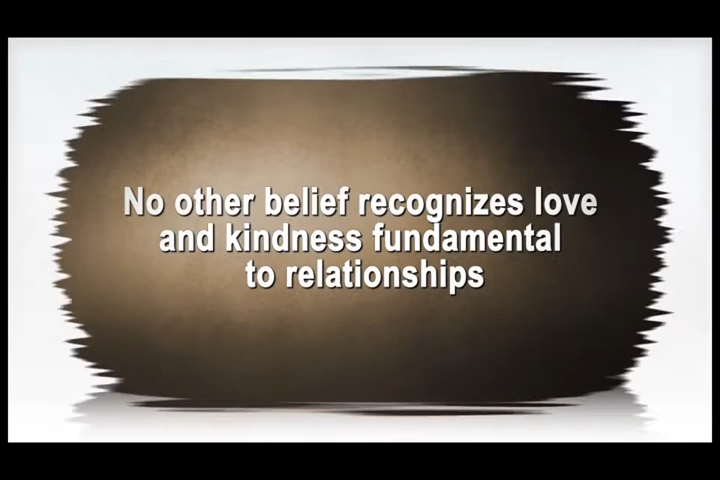 No other belief recognizes love
and kindness fundamental
to relationships